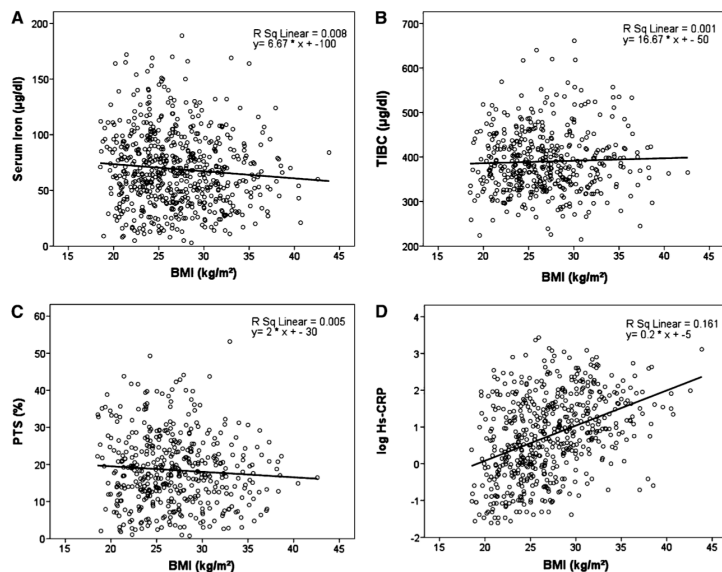 A
R Sq Linear = 0.008
y= 6.67 * x + -100
Serum Iron (µg/dl)
200
150
100
50
0
15 20 25 30 35 40 45
BMI (kg/m²)
B
R Sq Linear = 0.001
y= 16.67 * x + - 50
TIBC (µg/dl)
700
600
500
400
300
200
15 20 25 30 35 40 45
BMI (kg/m²)
C
R Sq Linear = 0.005
y= 2 * x + - 30
PTS (%)
60
50
40
30
20
10
0
15 20 25 30 35 40 45
BMI (kg/m²)
D
R Sq Linear = 0.161
y= 0.2 * x + -5
log Hs-CRP
4
3
2
1
0
-1
-2
15 20 25 30 35 40 45
BMI (kg/m²)